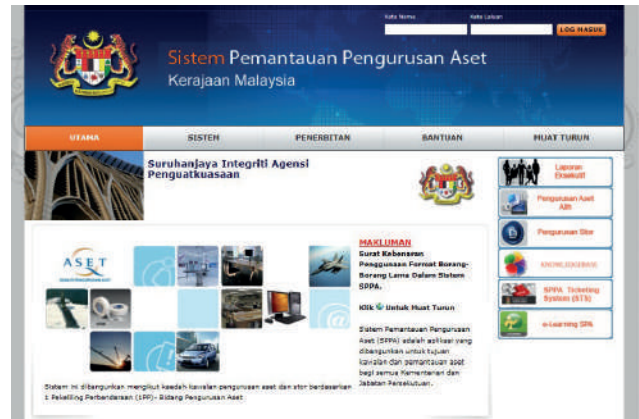 Kata Nama Kata Laluan
LOG MASUK
Sistem Pemantauan Pengurusan Aset
Kerajaan Malaysia
UTAMA SISTEM PENERBITAN BANTUAN MUAT TURUN
Suruhanjaya Integriti Agensi
Penguatkuasaan
Laporan
Eksekutif
Pengurusan Aset
Alih
Pengurusan Stor
KNOWLEDGEBASE
SPPA Ticketing
System (STS)
e-Learning SPA
ASET
MAKLUMAN
Surat Kebenaran
Penggunaan Format Borang-
Borang Lama Dalam Sistem
SPPA.
Klik Untuk Muat Turun
Sistem Pemantauan Pengurusan
Aset (SPPA) adalah aplikasi yang
dibangunkan untuk tujuan
kawalan dan pemantauan aset
bagi semua Kementerian dan
Jabatan Persekutuan.
Sistem ini dibangunkan mengikut kaedah kawalan pengurusan aset dan stor berdasarkan
1 Pekeliling Perbendaraan (1PP)- Bidang Pengurusan Aset